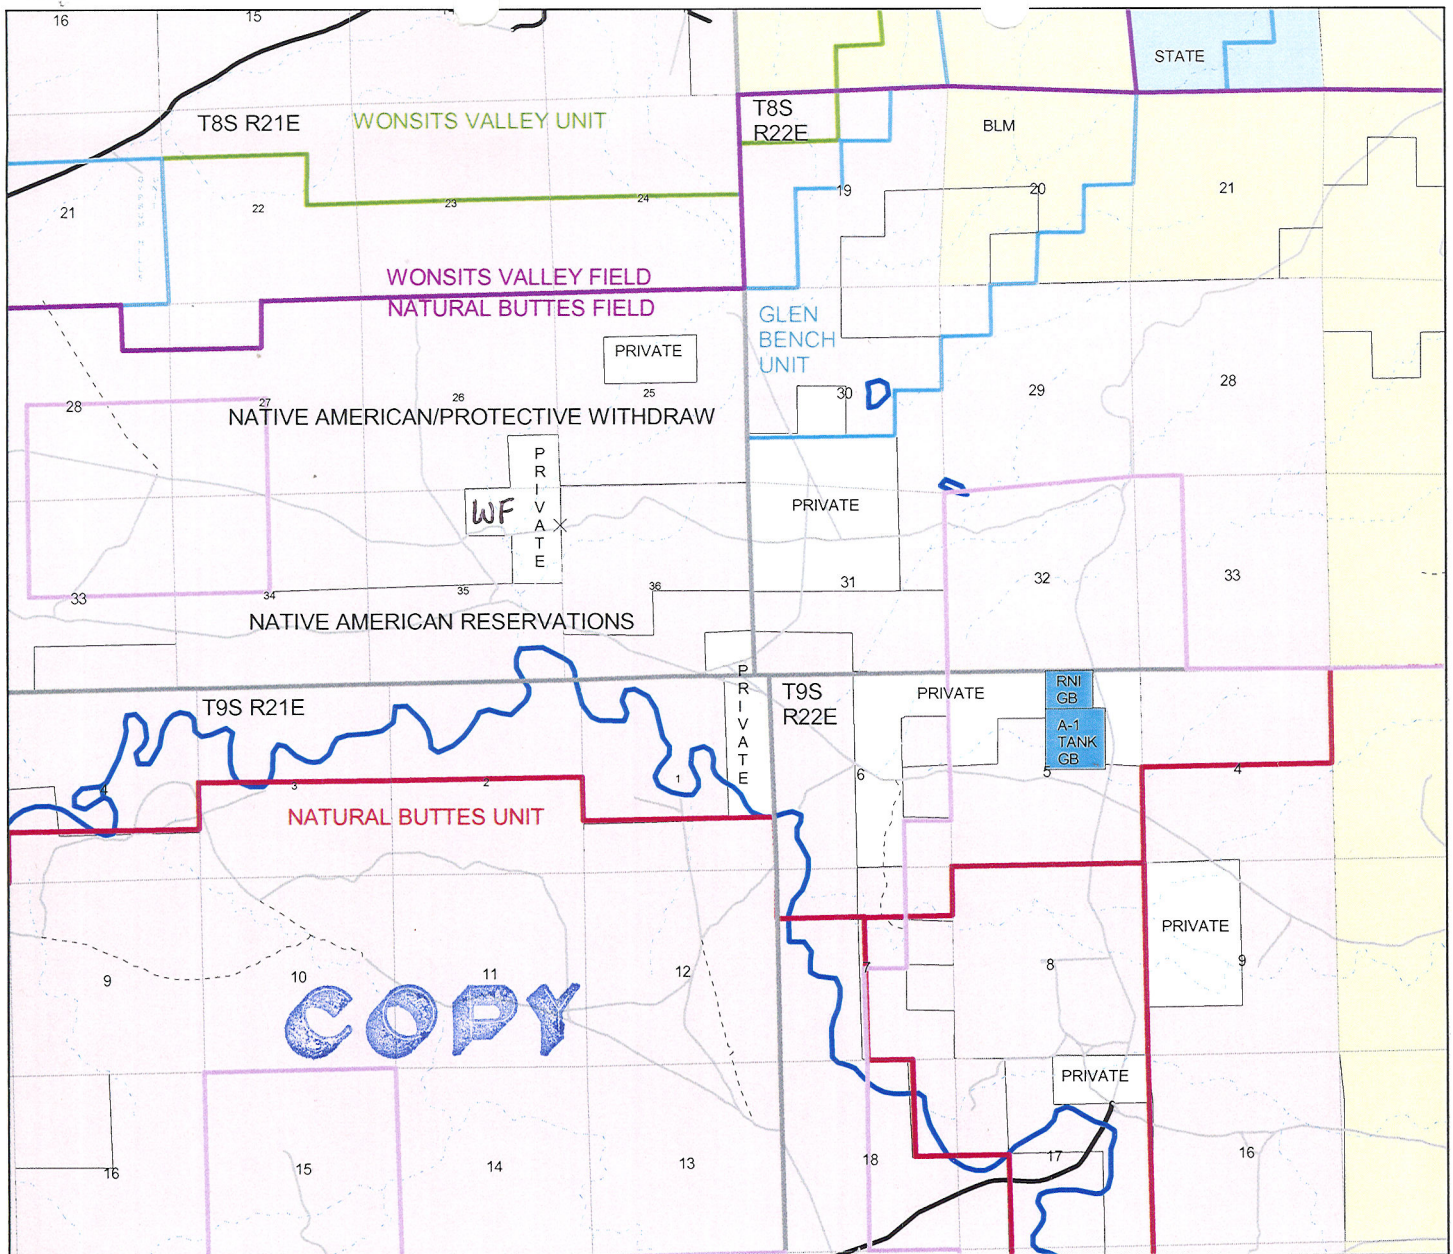 16
15
STATE
T8S R21E
WONSITS VALLEY UNIT
T8S
R22E
BLM
21
22
23
24
19
20
21
WONSITS VALLEY FIELD
NATURAL BUTTES FIELD
GLEN
BENCH
UNIT
PRIVATE
28
27
26
25
30
29
28
NATIVE AMERICAN/PROTECTIVE WITHDRAW
PRIVATE
WF
PRIVATE
33
34
35
36
31
32
33
NATIVE AMERICAN RESERVATIONS
PRIVATE
T9S R21E
T9S
R22E
PRIVATE
RNI
GB
A-1
TANK
GB
4
3
2
1
6
5
4
NATURAL BUTTES UNIT
PRIVATE
9
10
11
12
7
8
9
COPY
PRIVATE
16
15
14
13
18
17
16